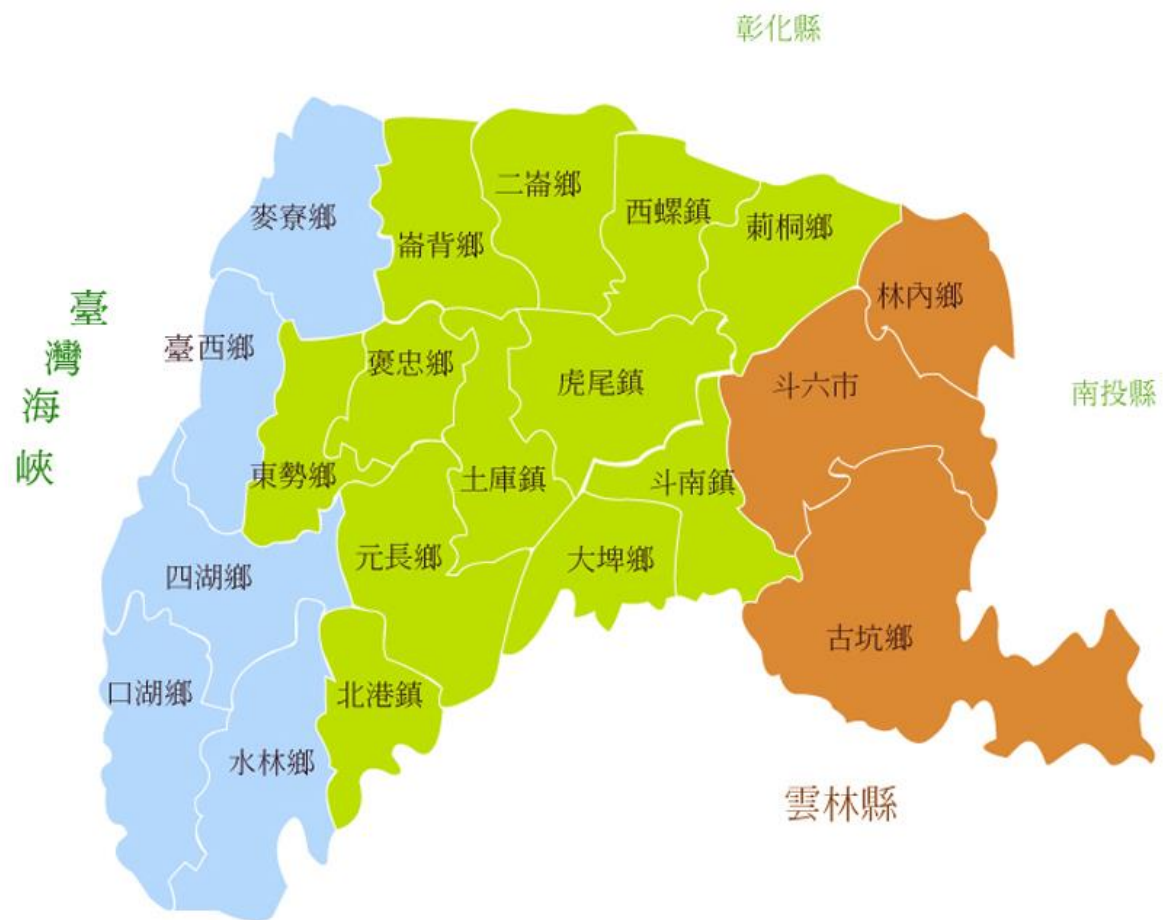 彰化縣
二崙鄉
西螺鎮
莿桐鄉
麥寮鄉
崙背鄉
林內鄉
臺灣海峽
臺西鄉
褒忠鄉
虎尾鎮
斗六市
南投縣
東勢鄉
土庫鎮
斗南鎮
四湖鄉
元長鄉
大埤鄉
古坑鄉
口湖鄉
北港鎮
水林鄉
雲林縣